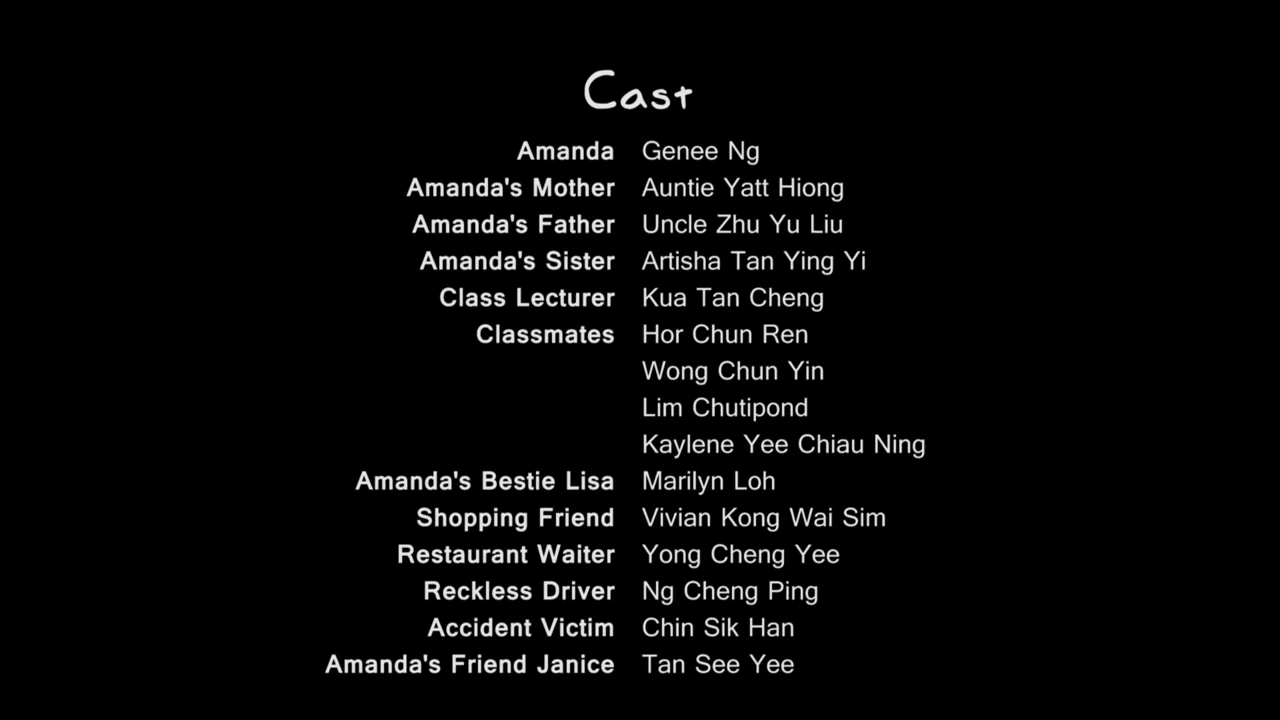 Cast
Amanda Genee Ng
Amanda's Mother Auntie Yatt Hiong
Amanda's Father Uncle Zhu Yu Liu
Amanda's Sister Artisha Tan Ying Yi
Class Lecturer Kua Tan Cheng
Classmates Hor Chun Ren
Wong Chun Yin
Lim Chutipond
Kaylene Yee Chiau Ning
Amanda's Bestie Lisa Marilyn Loh
Shopping Friend Vivian Kong Wai Sim
Restaurant Waiter Yong Cheng Yee
Reckless Driver Ng Cheng Ping
Accident Victim Chin Sik Han
Amanda's Friend Janice Tan See Yee